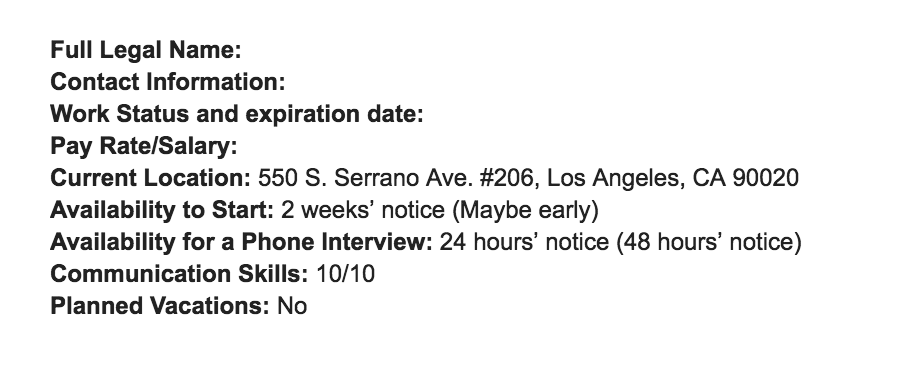 Full Legal Name:
Contact Information:
Work Status and expiration date:
Pay Rate/Salary:
Current Location: 550 S. Serrano Ave. #206, Los Angeles, CA 90020
Availability to Start: 2 weeks’ notice (Maybe early)
Availability for a Phone Interview: 24 hours’ notice (48 hours’ notice)
Communication Skills: 10/10
Planned Vacations: No